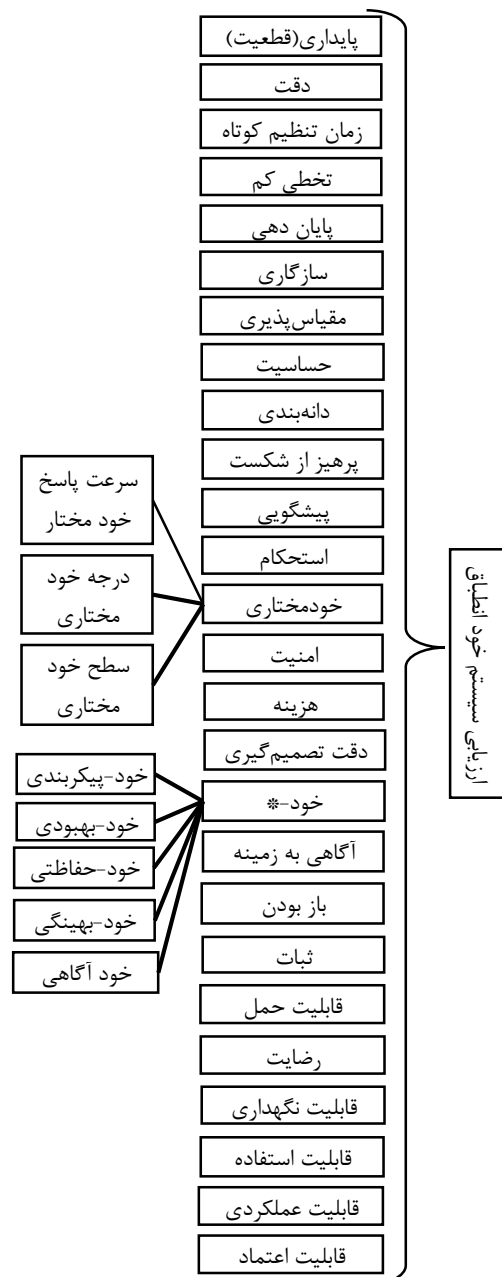 ارزیابی سیستم خود انطباق
پایداری(قطعیت)
دقت
زمان تنظیم کوتاه
تخطی کم
پایان دهی
سازگاری
مقیاس‌پذیری
حساسیت
دانه‌بندی
پرهیز از شکست
پیشگویی
استحکام
خودمختاری
سرعت پاسخ
خود مختار
درجه خود
مختاری
سطح خود
مختاری
امنیت
هزینه
دقت تصمیم‌گیری
خود-*
خود-پیکربندی
خود-بهبودی
خود-حفاظتی
خود-بهینگی
خود آگاهی
آگاهی به زمینه
باز بودن
ثبات
قابلیت حمل
رضایت
قابلیت نگهداری
قابلیت استفاده
قابلیت عملکردی
قابلیت اعتماد